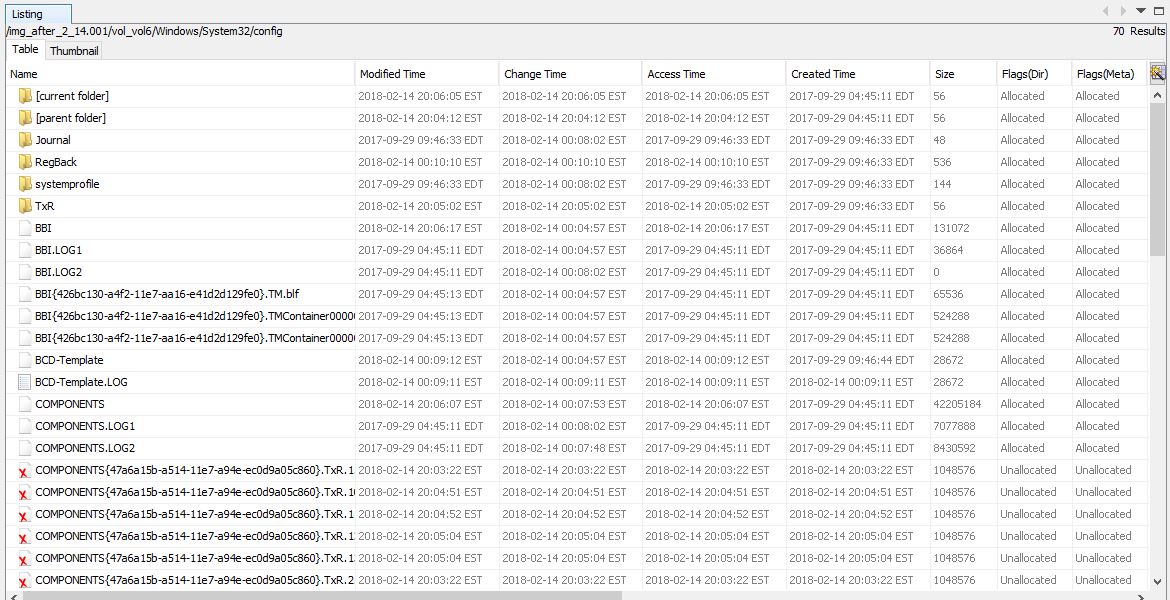 Listing
/img_after_2_14.001/vol_vol6/Windows/System32/config
70 Results
Table Thumbnail
Name Modified Time Change Time Access Time Created Time Size Flags(Dir) Flags(Meta)
[current folder] 2018-02-14 20:06:05 EST 2018-02-14 20:06:05 EST 2018-02-14 20:06:05 EST 2017-09-29 04:45:11 EDT 56 Allocated Allocated
[parent folder] 2018-02-14 20:04:12 EST 2018-02-14 20:04:12 EST 2018-02-14 20:04:12 EST 2017-09-29 04:45:11 EDT 56 Allocated Allocated
Journal 2017-09-29 09:46:33 EDT 2018-02-14 00:08:02 EST 2017-09-29 09:46:33 EDT 2017-09-29 09:46:33 EDT 48 Allocated Allocated
RegBack 2018-02-14 00:10:10 EST 2018-02-14 00:10:10 EST 2018-02-14 00:10:10 EST 2017-09-29 09:46:33 EDT 536 Allocated Allocated
systemprofile 2017-09-29 09:46:33 EDT 2018-02-14 00:08:02 EST 2017-09-29 09:46:33 EDT 2017-09-29 09:46:33 EDT 144 Allocated Allocated
TxR 2018-02-14 20:05:02 EST 2018-02-14 20:05:02 EST 2018-02-14 20:05:02 EST 2017-09-29 09:46:33 EDT 56 Allocated Allocated
BBI 2018-02-14 20:06:17 EST 2018-02-14 00:04:57 EST 2018-02-14 20:06:17 EST 2017-09-29 04:45:11 EDT 131072 Allocated Allocated
BBI.LOG1 2017-09-29 04:45:11 EDT 2018-02-14 00:04:57 EST 2017-09-29 04:45:11 EDT 2017-09-29 04:45:11 EDT 36864 Allocated Allocated
BBI.LOG2 2017-09-29 04:45:11 EDT 2018-02-14 00:08:02 EST 2017-09-29 04:45:11 EDT 2017-09-29 04:45:11 EDT 0 Allocated Allocated
BBI{426bc130-a4f2-11e7-aa16-e41d2d129fe0}.TM.blf 2017-09-29 04:45:13 EDT 2018-02-14 00:04:57 EST 2017-09-29 04:45:11 EDT 2017-09-29 04:45:11 EDT 65536 Allocated Allocated
BBI{426bc130-a4f2-11e7-aa16-e41d2d129fe0}.TMContainer0000 2017-09-29 04:45:13 EDT 2018-02-14 00:04:57 EST 2017-09-29 04:45:11 EDT 2017-09-29 04:45:11 EDT 524288 Allocated Allocated
BBI{426bc130-a4f2-11e7-aa16-e41d2d129fe0}.TMContainer0000 2017-09-29 04:45:13 EDT 2018-02-14 00:04:57 EST 2017-09-29 04:45:11 EDT 2017-09-29 04:45:11 EDT 524288 Allocated Allocated
BCD-Template 2018-02-14 00:09:12 EST 2018-02-14 00:04:57 EST 2018-02-14 00:09:12 EST 2017-09-29 09:46:44 EDT 28672 Allocated Allocated
BCD-Template.LOG 2018-02-14 00:09:11 EST 2018-02-14 00:09:11 EST 2018-02-14 00:09:11 EST 2018-02-14 00:09:11 EST 28672 Allocated Allocated
COMPONENTS 2018-02-14 20:06:07 EST 2018-02-14 00:07:53 EST 2018-02-14 20:06:07 EST 2017-09-29 04:45:11 EDT 42205184 Allocated Allocated
COMPONENTS.LOG1 2017-09-29 04:45:11 EDT 2018-02-14 00:08:02 EST 2017-09-29 04:45:11 EDT 2017-09-29 04:45:11 EDT 7077888 Allocated Allocated
COMPONENTS.LOG2 2017-09-29 04:45:11 EDT 2018-02-14 00:07:48 EST 2017-09-29 04:45:11 EDT 2017-09-29 04:45:11 EDT 8430592 Allocated Allocated
COMPONENTS{47a6a15b-a514-11e7-a94e-ec0d9a05c860}.TxR.1 2018-02-14 20:03:22 EST 2018-02-14 20:03:22 EST 2018-02-14 20:03:22 EST 2018-02-14 20:03:22 EST 1048576 Unallocated Unallocated
COMPONENTS{47a6a15b-a514-11e7-a94e-ec0d9a05c860}.TxR.1 2018-02-14 20:04:51 EST 2018-02-14 20:04:51 EST 2018-02-14 20:04:51 EST 2018-02-14 20:04:51 EST 1048576 Unallocated Unallocated
COMPONENTS{47a6a15b-a514-11e7-a94e-ec0d9a05c860}.TxR.1 2018-02-14 20:04:52 EST 2018-02-14 20:04:52 EST 2018-02-14 20:04:52 EST 2018-02-14 20:04:52 EST 1048576 Unallocated Unallocated
COMPONENTS{47a6a15b-a514-11e7-a94e-ec0d9a05c860}.TxR.1 2018-02-14 20:05:04 EST 2018-02-14 20:05:04 EST 2018-02-14 20:05:04 EST 2018-02-14 20:05:04 EST 1048576 Unallocated Unallocated
COMPONENTS{47a6a15b-a514-11e7-a94e-ec0d9a05c860}.TxR.1 2018-02-14 20:05:04 EST 2018-02-14 20:05:04 EST 2018-02-14 20:05:04 EST 2018-02-14 20:05:04 EST 1048576 Unallocated Unallocated
COMPONENTS{47a6a15b-a514-11e7-a94e-ec0d9a05c860}.TxR.2 2018-02-14 20:03:22 EST 2018-02-14 20:03:22 EST 2018-02-14 20:03:22 EST 2018-02-14 20:03:22 EST 1048576 Unallocated Unallocated